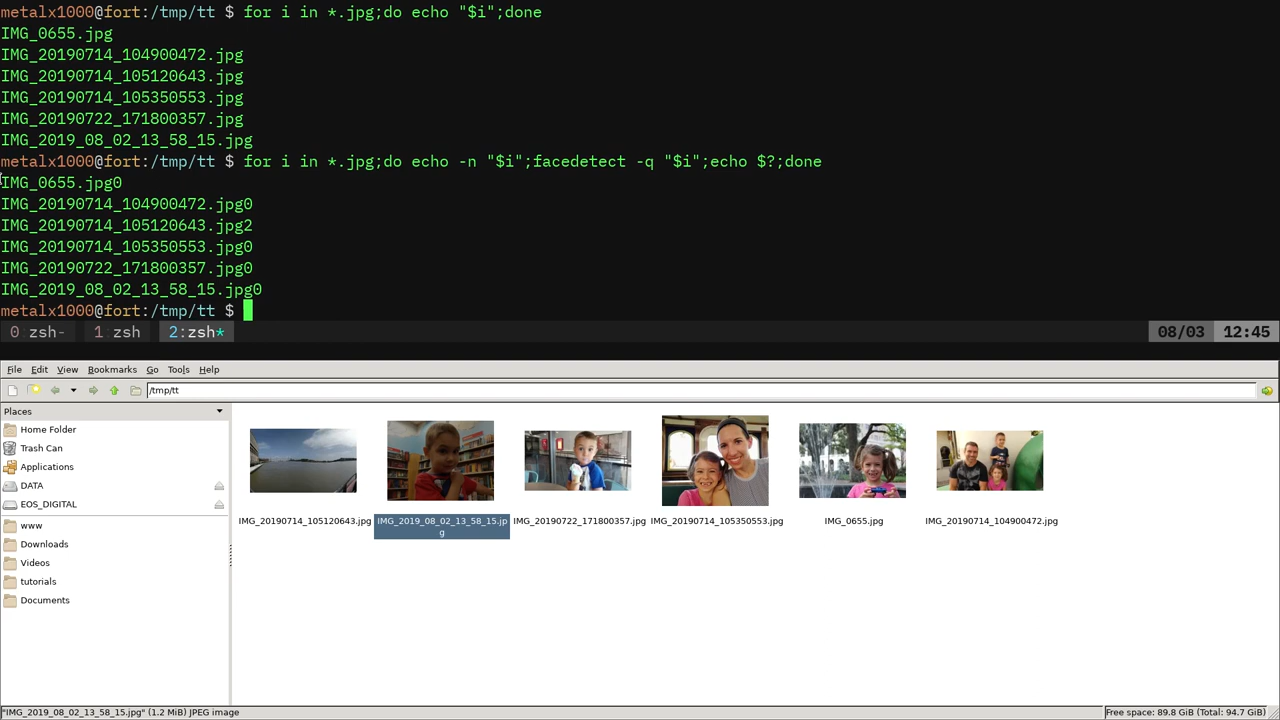 metalx1000@fort:/tmp/tt $ for i in *.jpg;do echo "$i";done
IMG_0655.jpg
IMG_20190714_104900472.jpg
IMG_20190714_105120643.jpg
IMG_20190714_105350553.jpg
IMG_20190722_171800357.jpg
IMG_2019_08_02_13_58_15.jpg
metalx1000@fort:/tmp/tt $ for i in *.jpg;do echo -n "$i";facedetect -q "$i";echo $?;done
IMG_0655.jpg0
IMG_20190714_104900472.jpg0
IMG_20190714_105120643.jpg2
IMG_20190714_105350553.jpg0
IMG_20190722_171800357.jpg0
IMG_2019_08_02_13_58_15.jpg0
metalx1000@fort:/tmp/tt $
0 zsh- 1 zsh 2:zsh* 08/03 12:45
File Edit View Bookmarks Go Tools Help
/tmp/tt
Places
Home Folder
Trash Can
Applications
DATA
EOS_DIGITAL
www
Downloads
Videos
tutorials
Documents
IMG_20190714_105120643.jpg
IMG_2019_08_02_13_58_15.jp
g
IMG_20190722_171800357.jpg
IMG_20190714_105350553.jpg
IMG_0655.jpg
IMG_20190714_104900472.jpg
"IMG_2019_08_02_13_58_15.jpg" (1.2 MiB) JPEG image
Free space: 89.8 GiB (Total: 94.7 GiB)